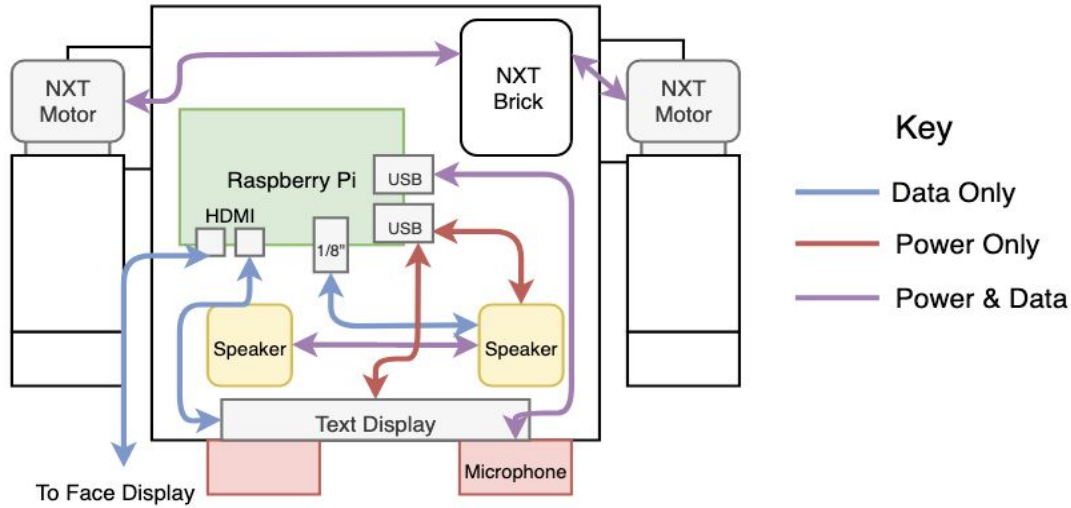 NXT
Motor
NXT
Brick
NXT
Motor
Key
Raspberry Pi
USB
Data Only
HDMI
USB
1/8"
Power Only
Power & Data
Speaker
Speaker
Text Display
Microphone
To Face Display